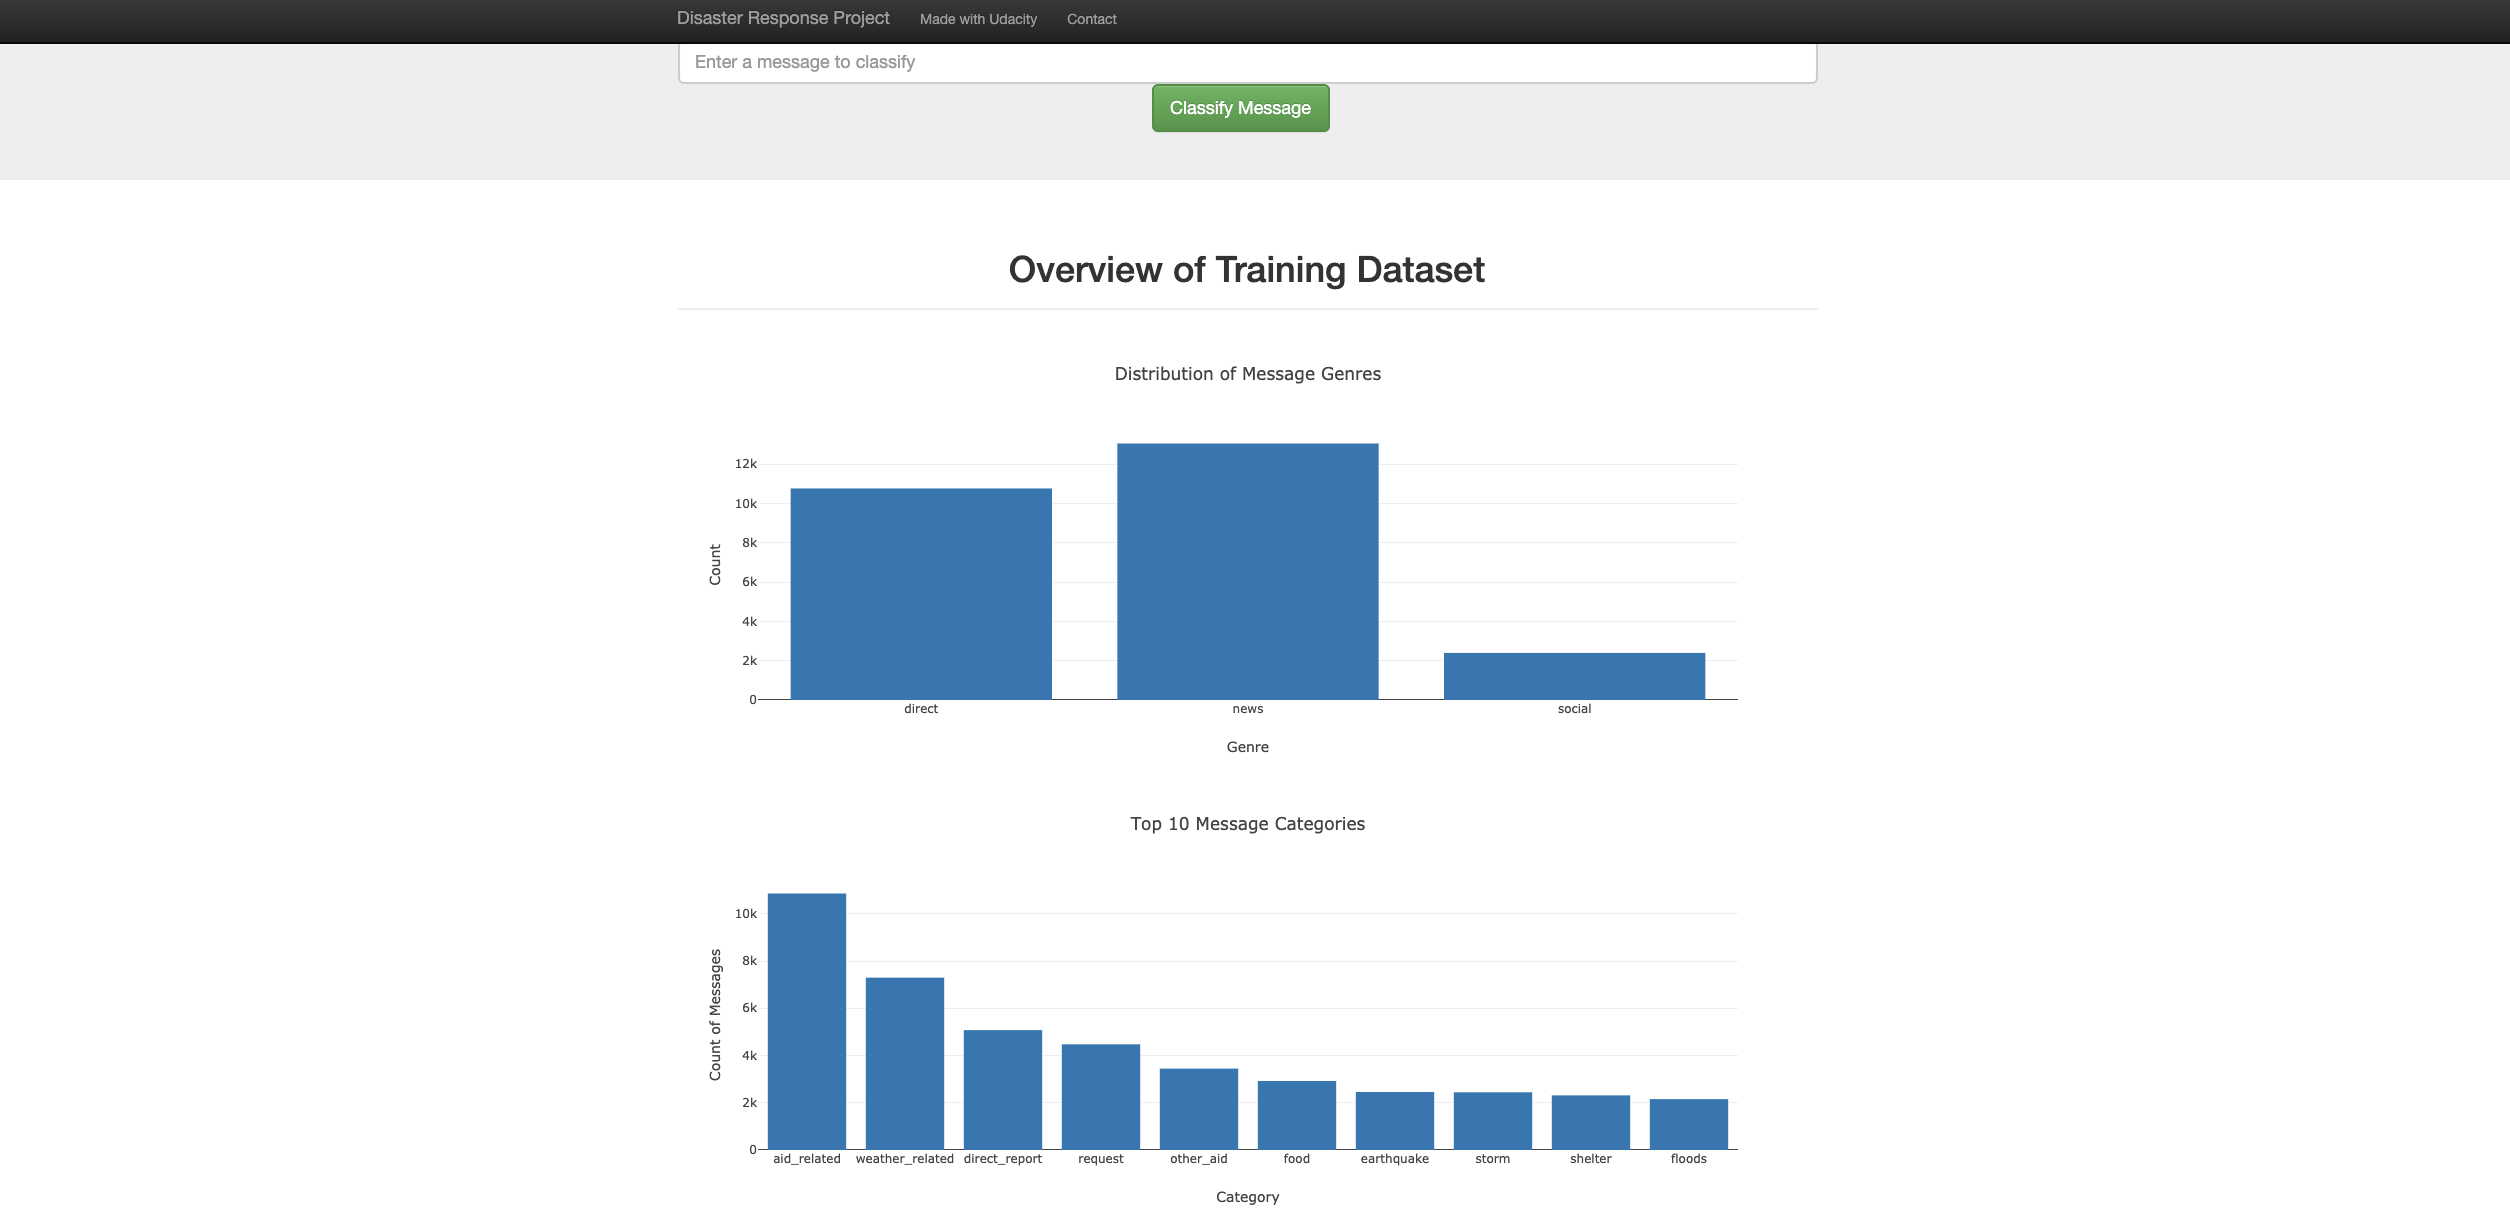 Disaster Response Project Made with Udacity Contact
Enter a message to classify
Classify Message
Overview of Training Dataset
Distribution of Message Genres
12k
10k
8k
6k
4k
2k
0
Count
direct news social
Genre
Top 10 Message Categories
10k
8k
6k
4k
2k
0
Count of Messages
aid_related weather_related direct_report request other_aid food earthquake storm shelter floods
Category